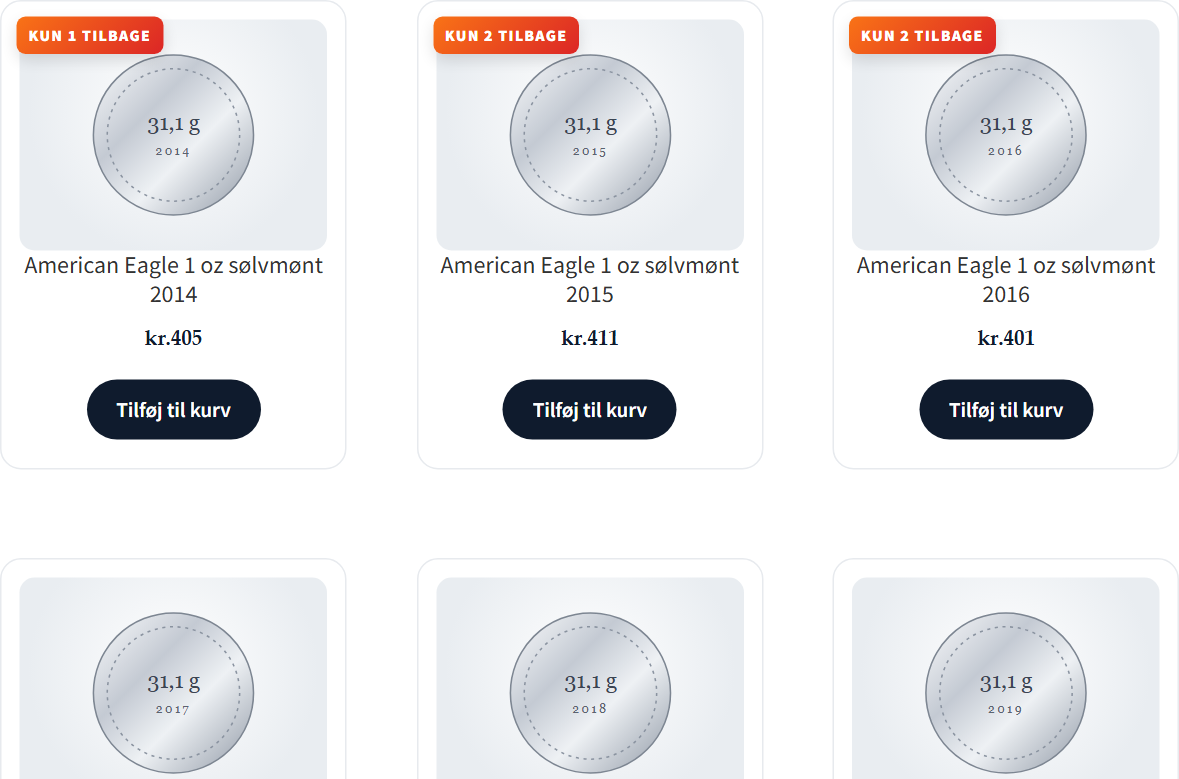 KUN 1 TILBAGE
31,1 g
2014
American Eagle 1 oz sølvmønt
2014
kr.405
Tilføj til kurv
KUN 2 TILBAGE
31,1 g
2015
American Eagle 1 oz sølvmønt
2015
kr.411
Tilføj til kurv
KUN 2 TILBAGE
31,1 g
2016
American Eagle 1 oz sølvmønt
2016
kr.401
Tilføj til kurv
31,1 g
2017
31,1 g
2018
31,1 g
2019